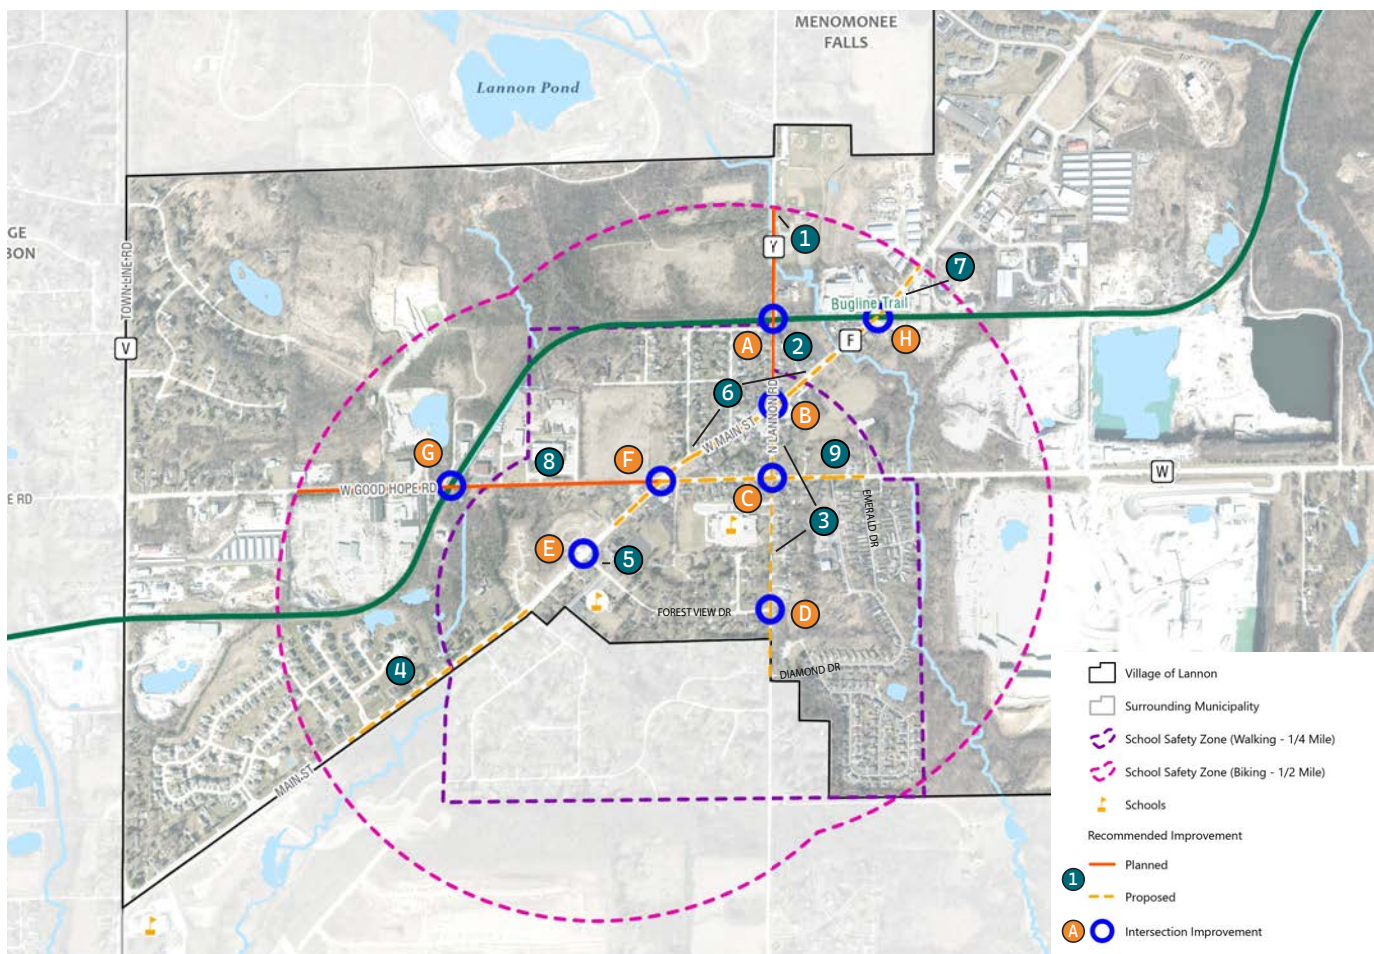 MENOMONEE
FALLS
Lannon Pond
GE
BON
TOWN LINE RD
V
Y
1
7
Bugline Trail
A
2
F
H
6
N LANNON RD
B
W MAIN ST
G
8
F
9
W
W GOOD HOPE RD
E RD
C
3
EMERALD DR
E
5
FOREST VIEW DR
D
4
DIAMOND DR
MAIN ST
Village of Lannon
Surrounding Municipality
School Safety Zone (Walking - 1/4 Mile)
School Safety Zone (Biking - 1/2 Mile)
Schools
Recommended Improvement
Planned
1
Proposed
A
Intersection Improvement